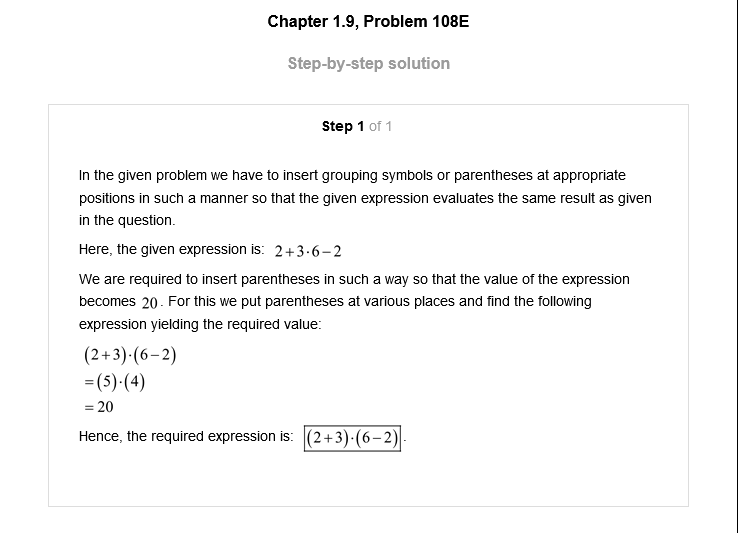 Chapter 1.9, Problem 108E
Step-by-step solution
Step 1 of 1
In the given problem we have to insert grouping symbols or parentheses at appropriate
positions in such a manner so that the given expression evaluates the same result as given
in the question.
Here, the given expression is: 2+3·6−2
We are required to insert parentheses in such a way so that the value of the expression
becomes 20. For this we put parentheses at various places and find the following
expression yielding the required value:
(2+3)·(6−2)
=(5)·(4)
=20
Hence, the required expression is: (2+3)·(6−2).